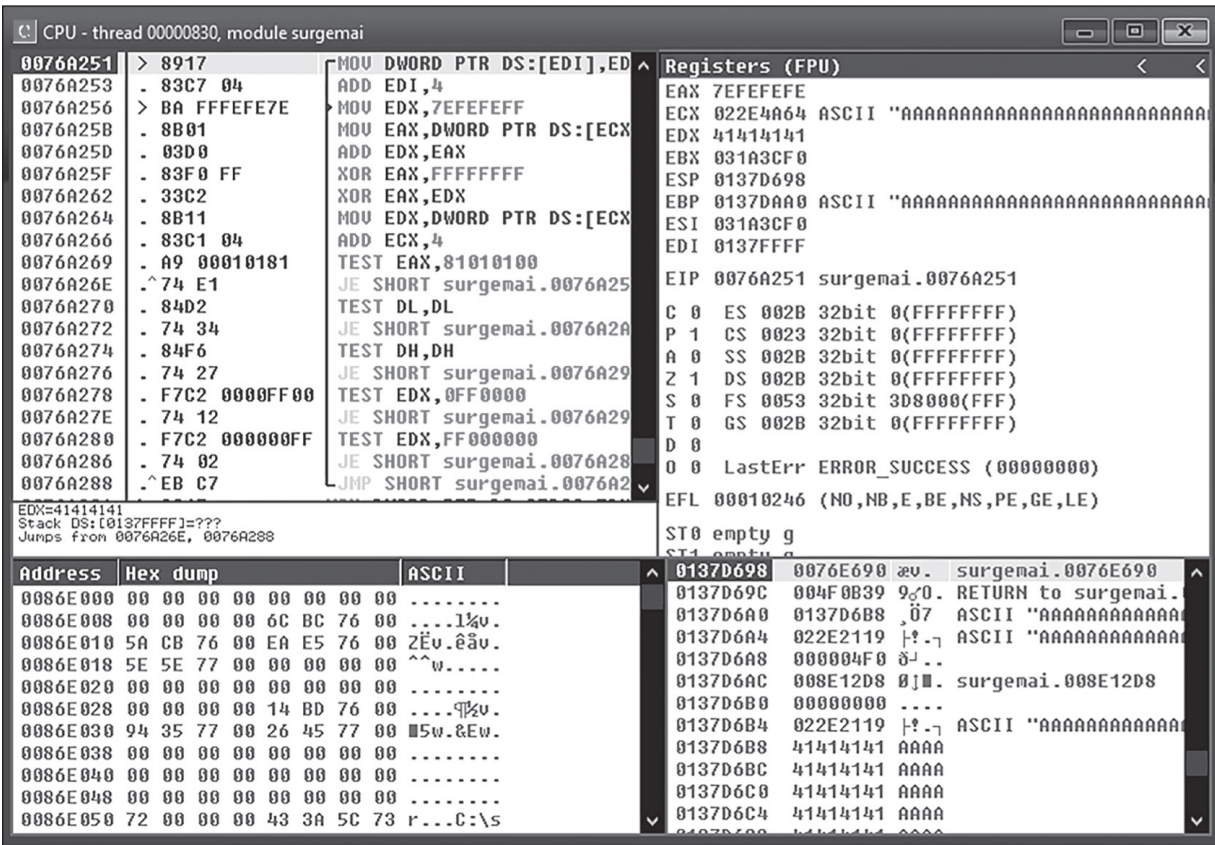 CPU - thread 00000830, module surgemai
0076A251 > 8917 MOV DWORD PTR DS:[EDI],ED
0076A253 . 83C7 04 ADD EDI,4
0076A256 > BA FFFEFE7E MOV EDX,7EFEFEFF
0076A25B . 8B01 MOV EAX,DWORD PTR DS:[ECX
0076A25D . 03D0 ADD EDX,EAX
0076A25F . 83F0 FF XOR EAX,FFFFFFFF
0076A262 . 33C2 XOR EAX,EDX
0076A264 . 8B11 MOV EDX,DWORD PTR DS:[ECX
0076A266 . 83C1 04 ADD ECX,4
0076A269 . A9 00010181 TEST EAX,81010100
0076A26E .^74 E1 JE SHORT surgemai.0076A25
0076A270 . 84D2 TEST DL,DL
0076A272 . 74 34 JE SHORT surgemai.0076A2A
0076A274 . 84F6 TEST DH,DH
0076A276 . 74 27 JE SHORT surgemai.0076A29
0076A278 . F7C2 0000FF00 TEST EDX,0FF0000
0076A27E . 74 12 JE SHORT surgemai.0076A29
0076A280 . F7C2 000000FF TEST EDX,FF000000
0076A286 . 74 02 JE SHORT surgemai.0076A28
0076A288 .^EB C7 JMP SHORT surgemai.0076A2
EDX=41414141
Stack DS:[0137FFFF]=???
Jumps from 0076A26E, 0076A288
Registers (FPU) < <
EAX 7EFEFEFE
ECX 022E4A64 ASCII "AAAAAAAAAAAAAAAAAAAAAAAAAAAA
EDX 41414141
EBX 031A3CF0
ESP 0137D698
EBP 0137DAA0 ASCII "AAAAAAAAAAAAAAAAAAAAAAAAAAAA
ESI 031A3CF0
EDI 0137FFFF
EIP 0076A251 surgemai.0076A251
C 0 ES 002B 32bit 0(FFFFFFFF)
P 1 CS 0023 32bit 0(FFFFFFFF)
A 0 SS 002B 32bit 0(FFFFFFFF)
Z 1 DS 002B 32bit 0(FFFFFFFF)
S 0 FS 0053 32bit 3D8000(FFF)
T 0 GS 002B 32bit 0(FFFFFFFF)
D 0
O 0 LastErr ERROR_SUCCESS (00000000)
EFL 00010246 (NO,NB,E,BE,NS,PE,GE,LE)
ST0 empty g
ST1 empty g
Address Hex dump ASCII
0086E000 00 00 00 00 00 00 00 00 ........
0086E008 00 00 00 00 6C BC 76 00 ....l¼v.
0086E010 5A CB 76 00 EA E5 76 00 ZËv.êåv.
0086E018 5E 5E 77 00 00 00 00 00 ^^w.....
0086E020 00 00 00 00 00 00 00 00 ........
0086E028 00 00 00 00 14 BD 76 00 ....¶½v.
0086E030 94 35 77 00 26 45 77 00 5w.&Ew.
0086E038 00 00 00 00 00 00 00 00 ........
0086E040 00 00 00 00 00 00 00 00 ........
0086E048 00 00 00 00 00 00 00 00 ........
0086E050 72 00 00 00 43 3A 5C 73 r...C:\s
0137D698 0076E690 æv. surgemai.0076E690
0137D69C 004F0B39 9♂O. RETURN to surgemai.
0137D6A0 0137D6B8 ¸Ö7 ASCII "AAAAAAAAAAAAA
0137D6A4 022E2119 ASCII "AAAAAAAAAAAAA
0137D6A8 000004F0 ð┘..
0137D6AC 008E12D8 surgemai.008E12D8
0137D6B0 00000000 ....
0137D6B4 022E2119 ASCII "AAAAAAAAAAAAA
0137D6B8 41414141 AAAA
0137D6BC 41414141 AAAA
0137D6C0 41414141 AAAA
0137D6C4 41414141 AAAA